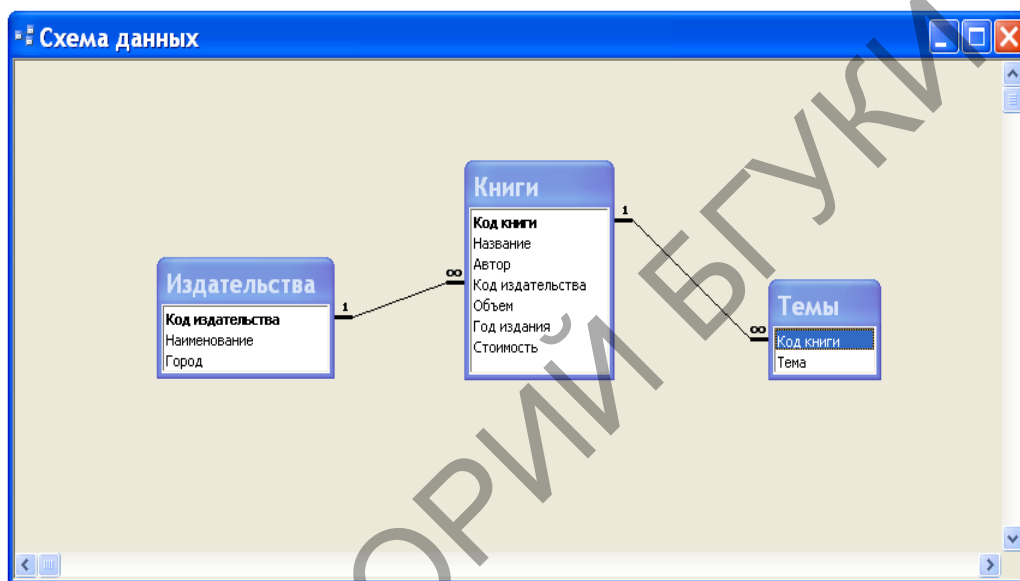 Схема данных
Издательства
Код издательства
Наименование
Город
1
∞
Книги
Код книги
Название
Автор
Код издательства
Объем
Год издания
Стоимость
1
∞
Темы
Код книги
Тема
ОРИЙ БГУКИ